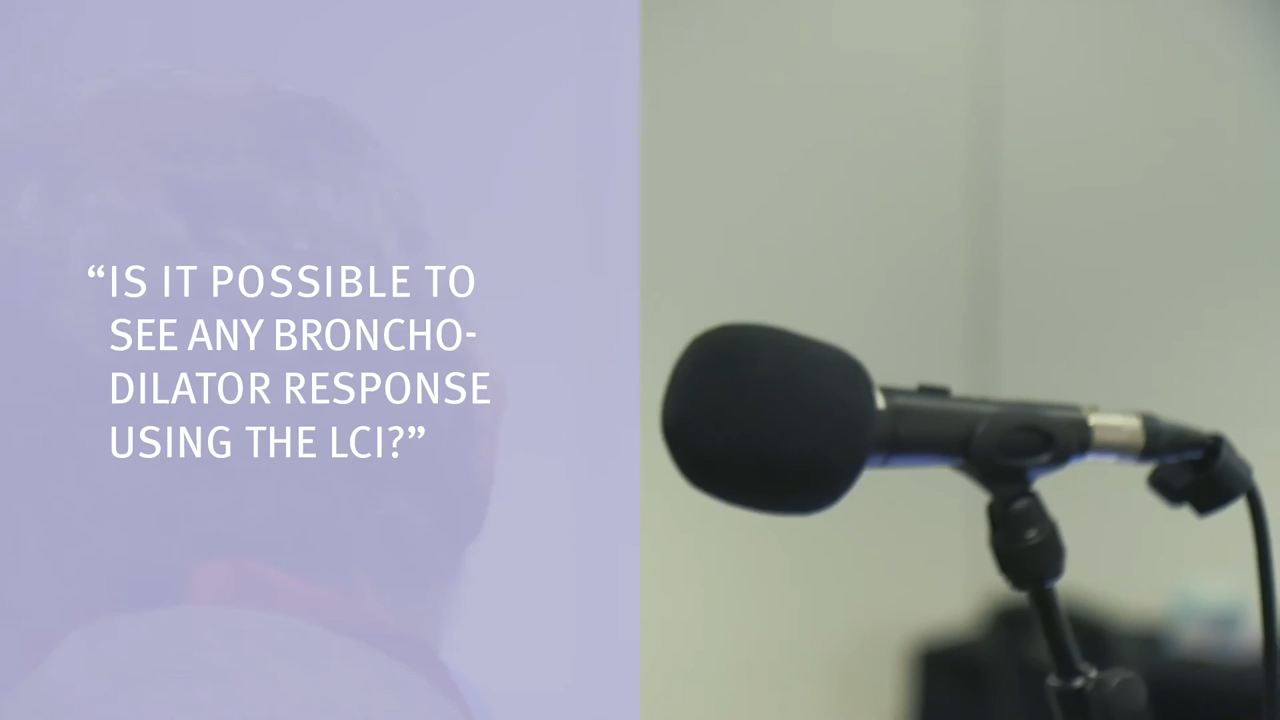 “IS IT POSSIBLE TO
SEE ANY BRONCHO-
DILATOR RESPONSE
USING THE LCI?”